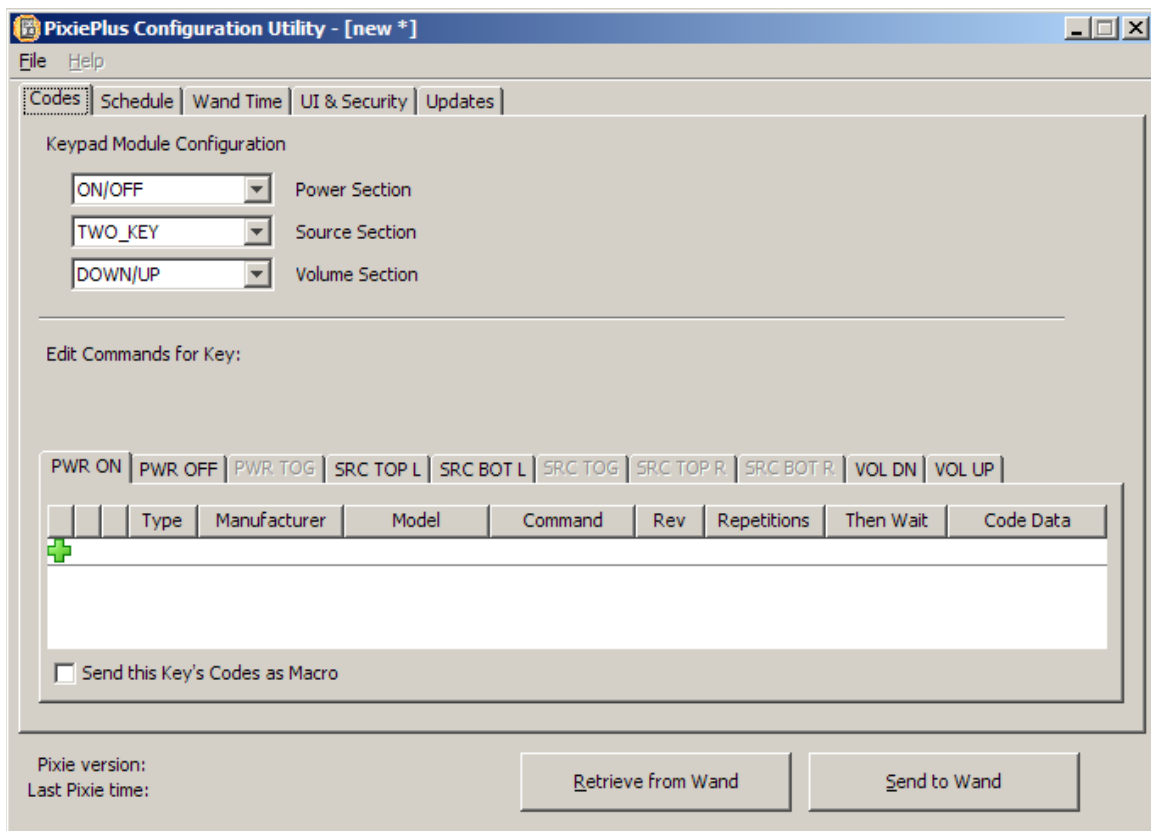 PixiePlus Configuration Utility - [new *]
File Help
Codes Schedule Wand Time UI & Security Updates
Keypad Module Configuration
ON/OFF Power Section
TWO_KEY Source Section
DOWN/UP Volume Section
Edit Commands for Key:
PWR ON PWR OFF PWR TOG SRC TOP L SRC BOT L SRC TOG SRC TOP R SRC BOT R VOL DN VOL UP
Type Manufacturer Model Command Rev Repetitions Then Wait Code Data
Send this Key's Codes as Macro
Pixie version:
Last Pixie time:
Retrieve from Wand Send to Wand